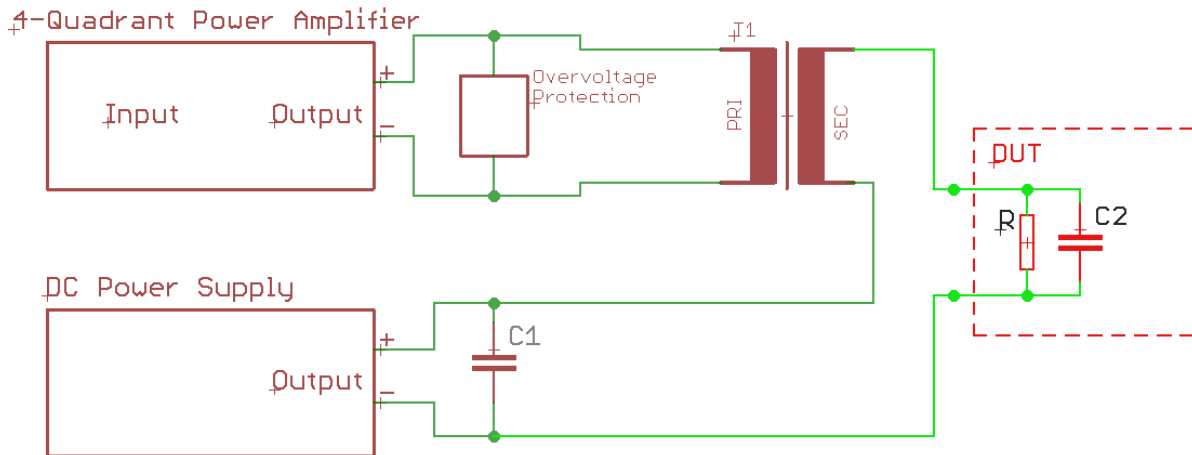 4-Quadrant Power Amplifier
T1
+
Overvoltage
Protection
Input
Output
PRI
SEC
-
DUT
R
C2
DC Power Supply
+
C1
Output
-